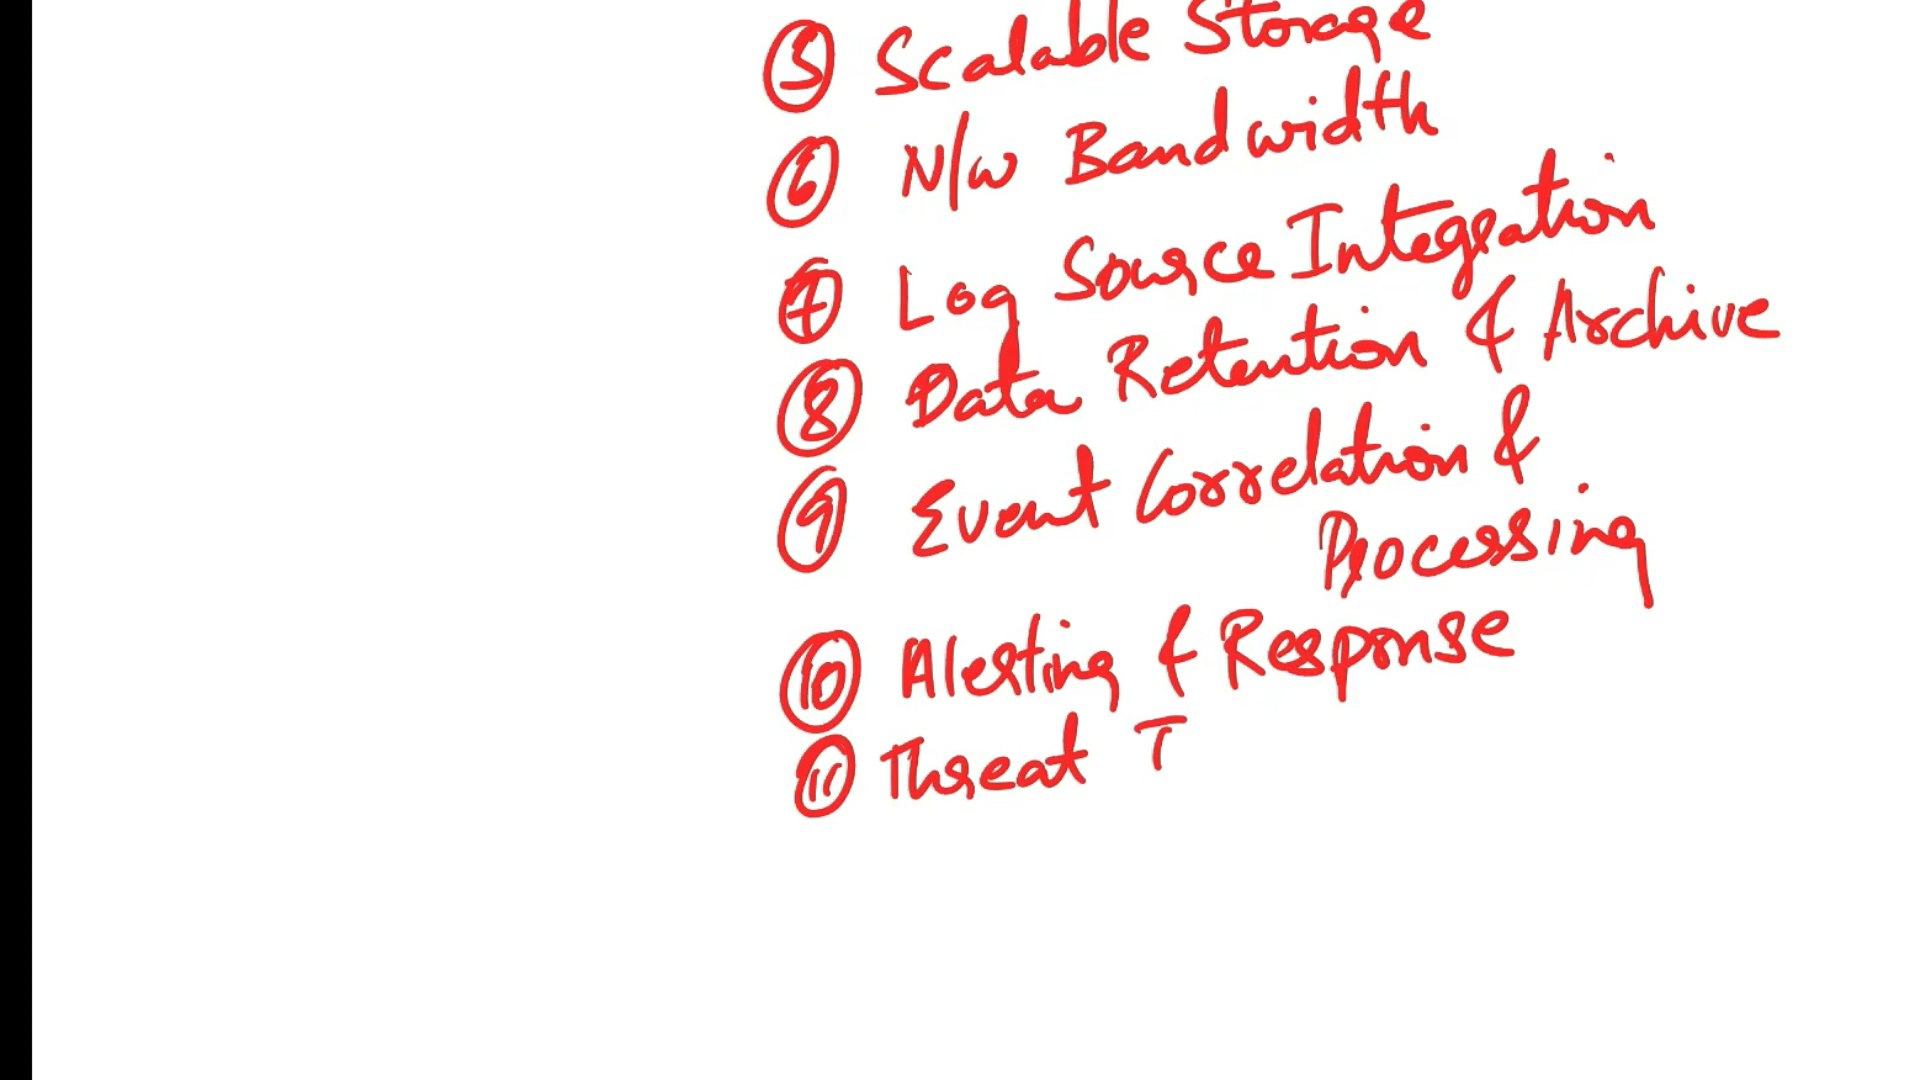 5 Scalable Storage
6 N/w Bandwidth
7 Log Source Integration
8 Data Retention & Archive
9 Event Correlation &
Processing
10 Alerting & Response
11 Threat T